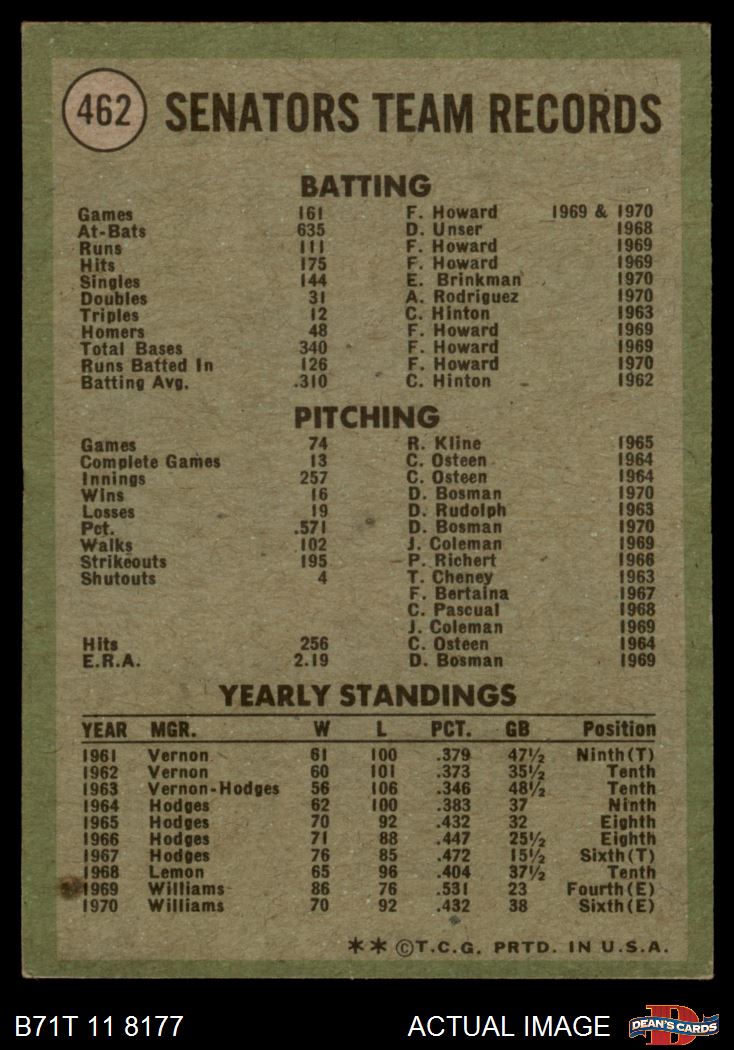 462 SENATORS TEAM RECORDS
BATTING
Games 161 F. Howard 1969 & 1970
At-Bats 635 D. Unser 1968
Runs 111 F. Howard 1969
Hits 175 F. Howard 1969
Singles 144 E. Brinkman 1970
Doubles 31 A. Rodriguez 1970
Triples 12 C. Hinton 1963
Homers 48 F. Howard 1969
Total Bases 340 F. Howard 1969
Runs Batted In 126 F. Howard 1970
Batting Avg. .310 C. Hinton 1962
PITCHING
Games 74 R. Kline 1965
Complete Games 13 C. Osteen 1964
Innings 257 C. Osteen 1964
Wins 16 D. Bosman 1970
Losses 19 D. Rudolph 1963
Pct. .571 D. Bosman 1970
Walks 102 J. Coleman 1969
Strikeouts 195 P. Richert 1966
Shutouts 4 T. Cheney 1963
F. Bertaina 1967
C. Pascual 1968
J. Coleman 1969
Hits 256 C. Osteen 1964
E.R.A. 2.19 D. Bosman 1969
YEARLY STANDINGS
YEAR MGR. W L PCT. GB Position
1961 Vernon 61 100 .379 47½ Ninth(T)
1962 Vernon 60 101 .373 35½ Tenth
1963 Vernon-Hodges 56 106 .346 48½ Tenth
1964 Hodges 62 100 .383 37 Ninth
1965 Hodges 70 92 .432 32 Eighth
1966 Hodges 71 88 .447 25½ Eighth
1967 Hodges 76 85 .472 15½ Sixth(T)
1968 Lemon 65 96 .404 37½ Tenth
1969 Williams 86 76 .531 23 Fourth(E)
1970 Williams 70 92 .432 38 Sixth(E)
** ©T.C.G. PRTD. IN U.S.A.
B71T 11 8177 ACTUAL IMAGE DEAN'S CARDS